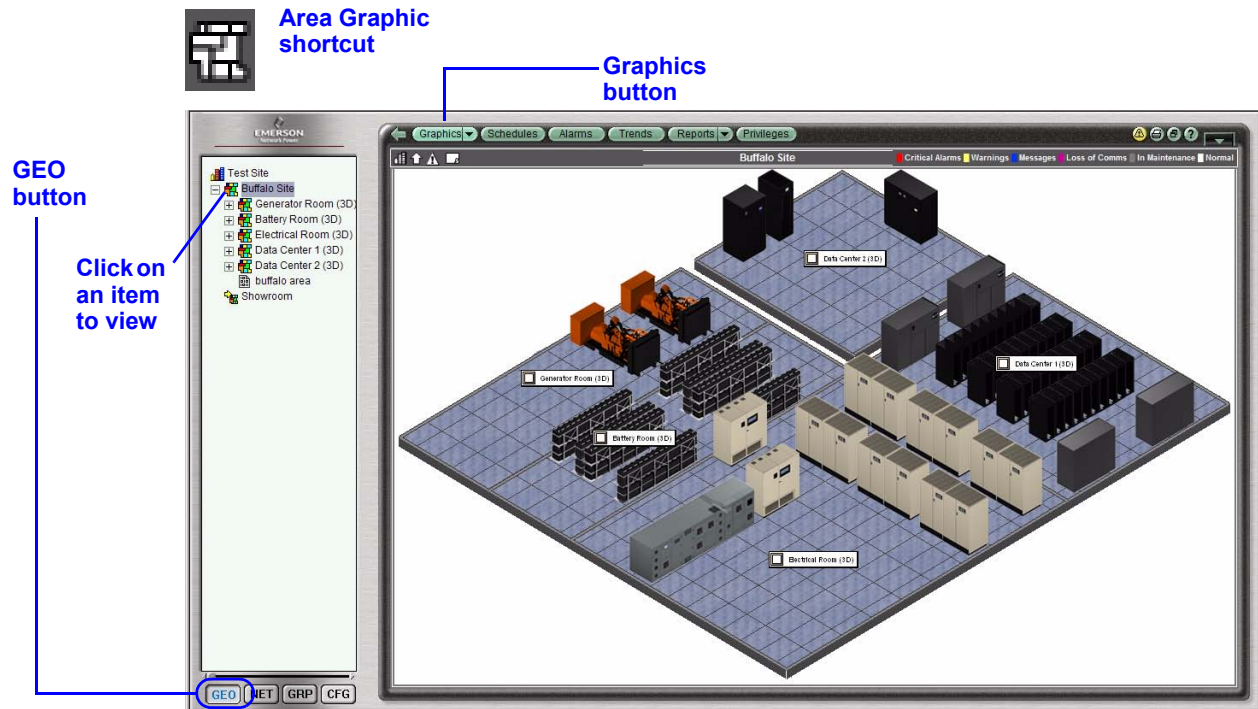 Area Graphic
shortcut
Graphics
button
EMERSON
Network Power
Graphics Schedules Alarms Trends Reports Privileges
?
Buffalo Site
Critical Alarms Warnings Messages Loss of Comms In Maintenance Normal
GEO
button
Click on
an item
to view
Test Site
Buffalo Site
Generator Room (3D)
Battery Room (3D)
Electrical Room (3D)
Data Center 1 (3D)
Data Center 2 (3D)
buffalo area
Showroom
Data Center 2 (3D)
Data Center 1 (3D)
Generator Room (3D)
Battery Room (3D)
Electrical Room (3D)
GEO NET GRP CFG